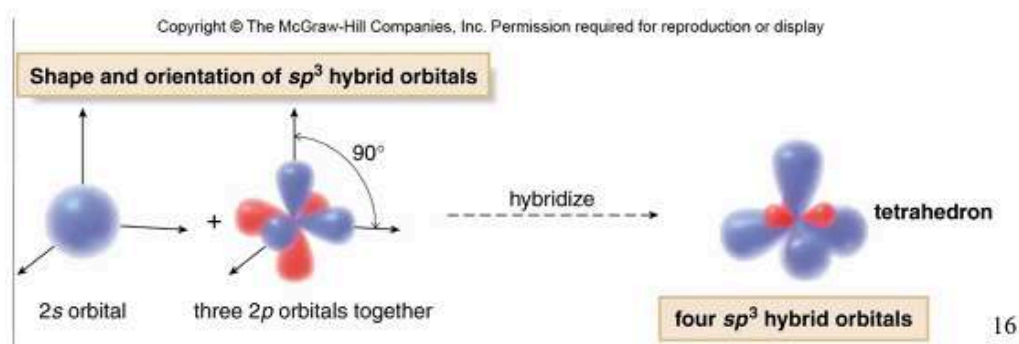 Copyright © The McGraw-Hill Companies, Inc. Permission required for reproduction or display
Shape and orientation of sp³ hybrid orbitals
90°
+
hybridize
tetrahedron
2s orbital
three 2p orbitals together
four sp³ hybrid orbitals
16